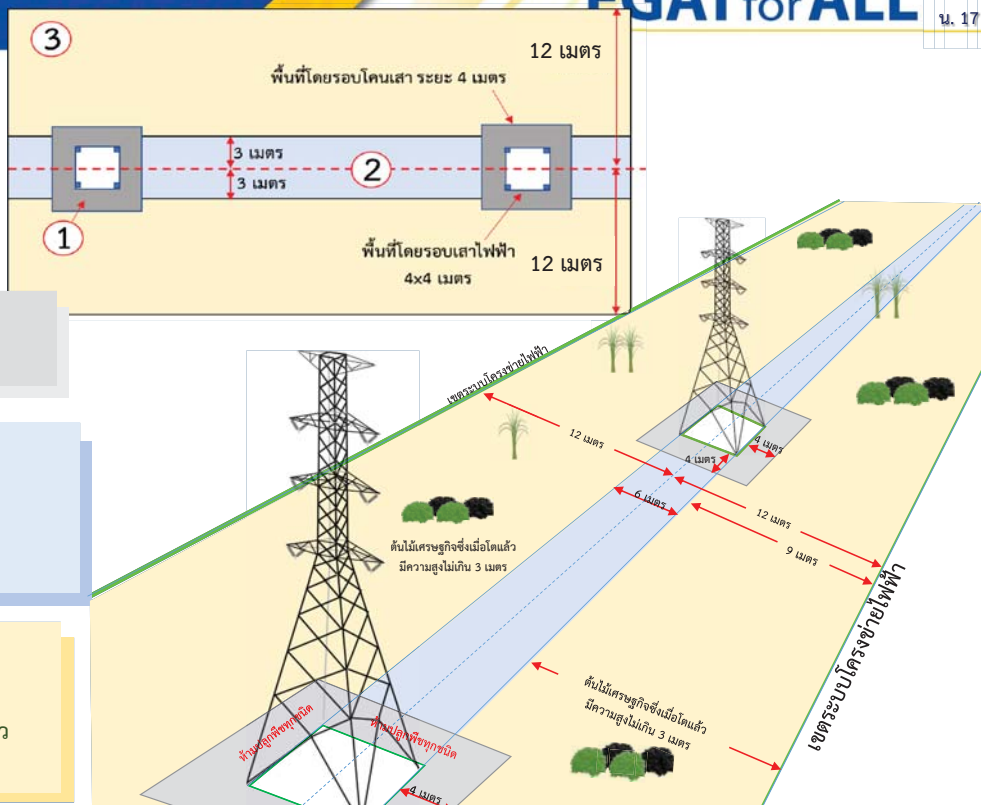 EGAT for ALL
น. 17
3
12 เมตร
พื้นที่โดยรอบโคนเสา ระยะ 4 เมตร
3 เมตร
2
3 เมตร
1
พื้นที่โดยรอบเสาไฟฟ้า
4x4 เมตร
12 เมตร
เขตระบบโครงข่ายไฟฟ้า
12 เมตร
4 เมตร
4 เมตร
6 เมตร
12 เมตร
9 เมตร
ต้นไม้เศรษฐกิจซึ่งเมื่อโตแล้ว
มีความสูงไม่เกิน 3 เมตร
เขตระบบโครงข่ายไฟฟ้า
ต้นไม้เศรษฐกิจซึ่งเมื่อโตแล้ว
มีความสูงไม่เกิน 3 เมตร
ห้ามปลูกพืชทุกชนิด
ห้ามปลูกพืชทุกชนิด
4 เมตร